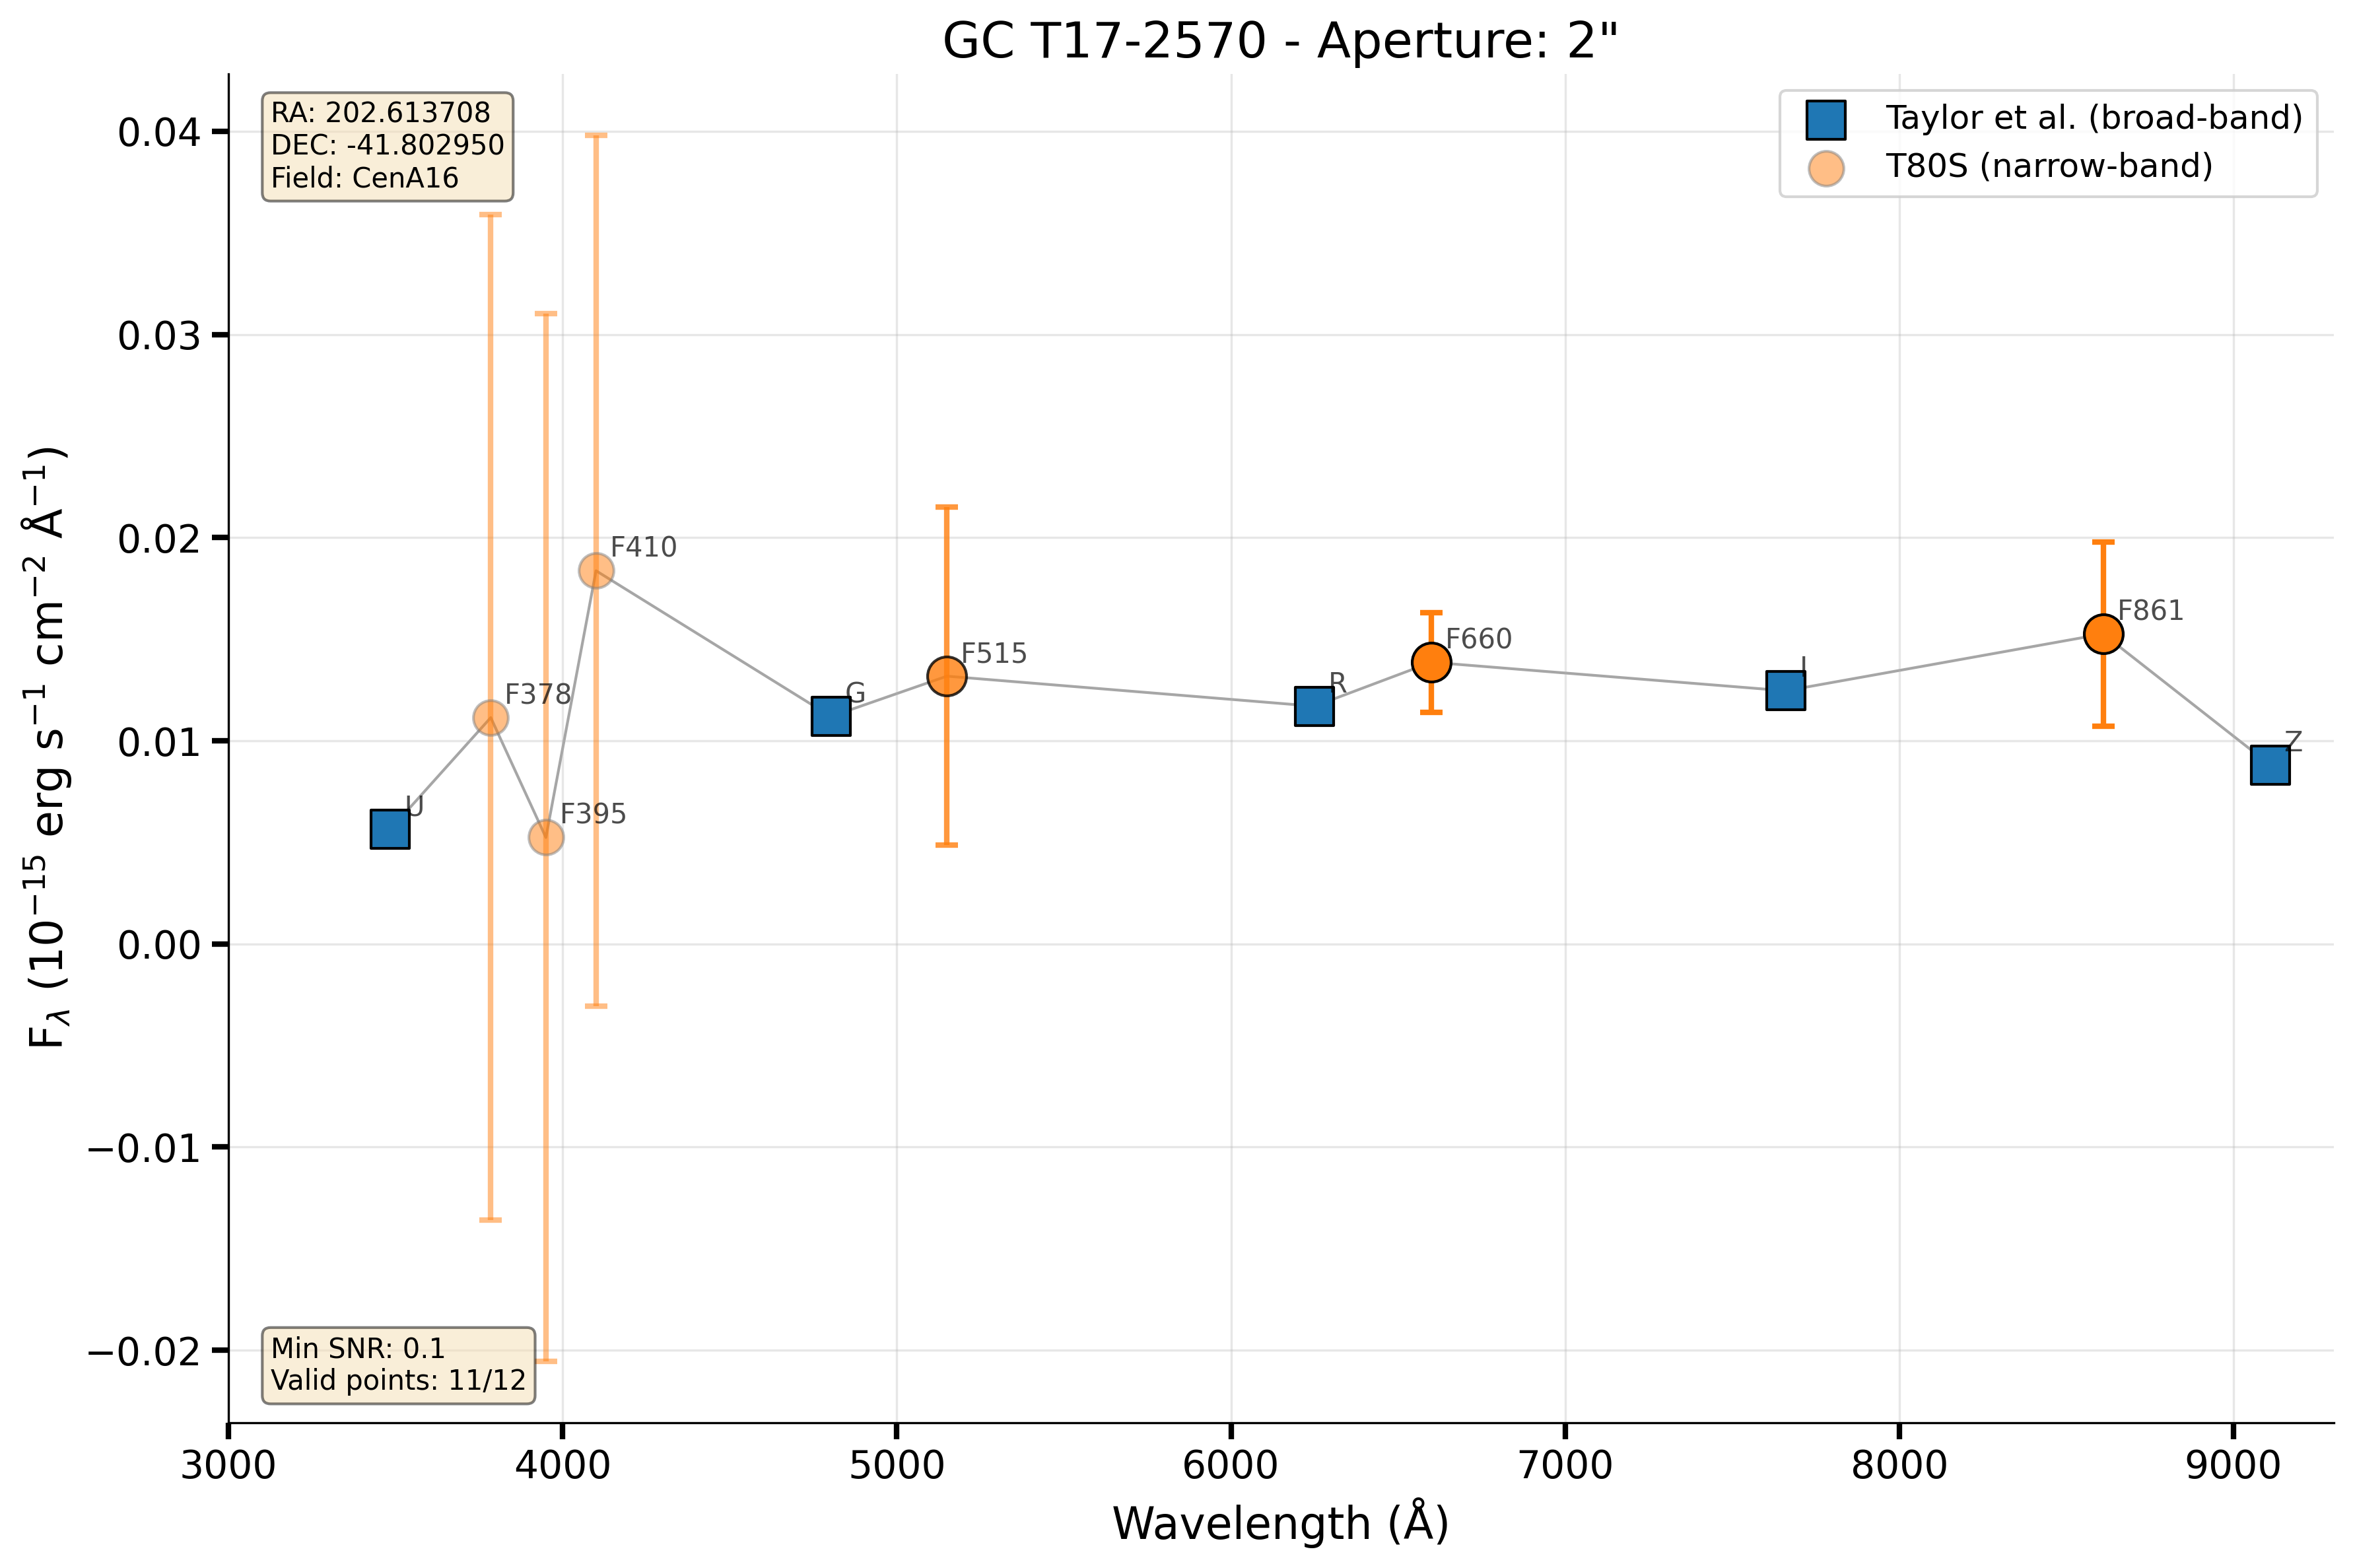 GC T17-2570 - Aperture: 2"
RA: 202.613708
DEC: -41.802950
Field: CenA16
Taylor et al. (broad-band)
T80S (narrow-band)
0.04
0.03
0.02
0.01
0.00
−0.01
−0.02
F_λ (10⁻¹⁵ erg s⁻¹ cm⁻² Å⁻¹)
U
F378
F395
F410
G
F515
R
F660
I
F861
Z
Min SNR: 0.1
Valid points: 11/12
3000 4000 5000 6000 7000 8000 9000
Wavelength (Å)